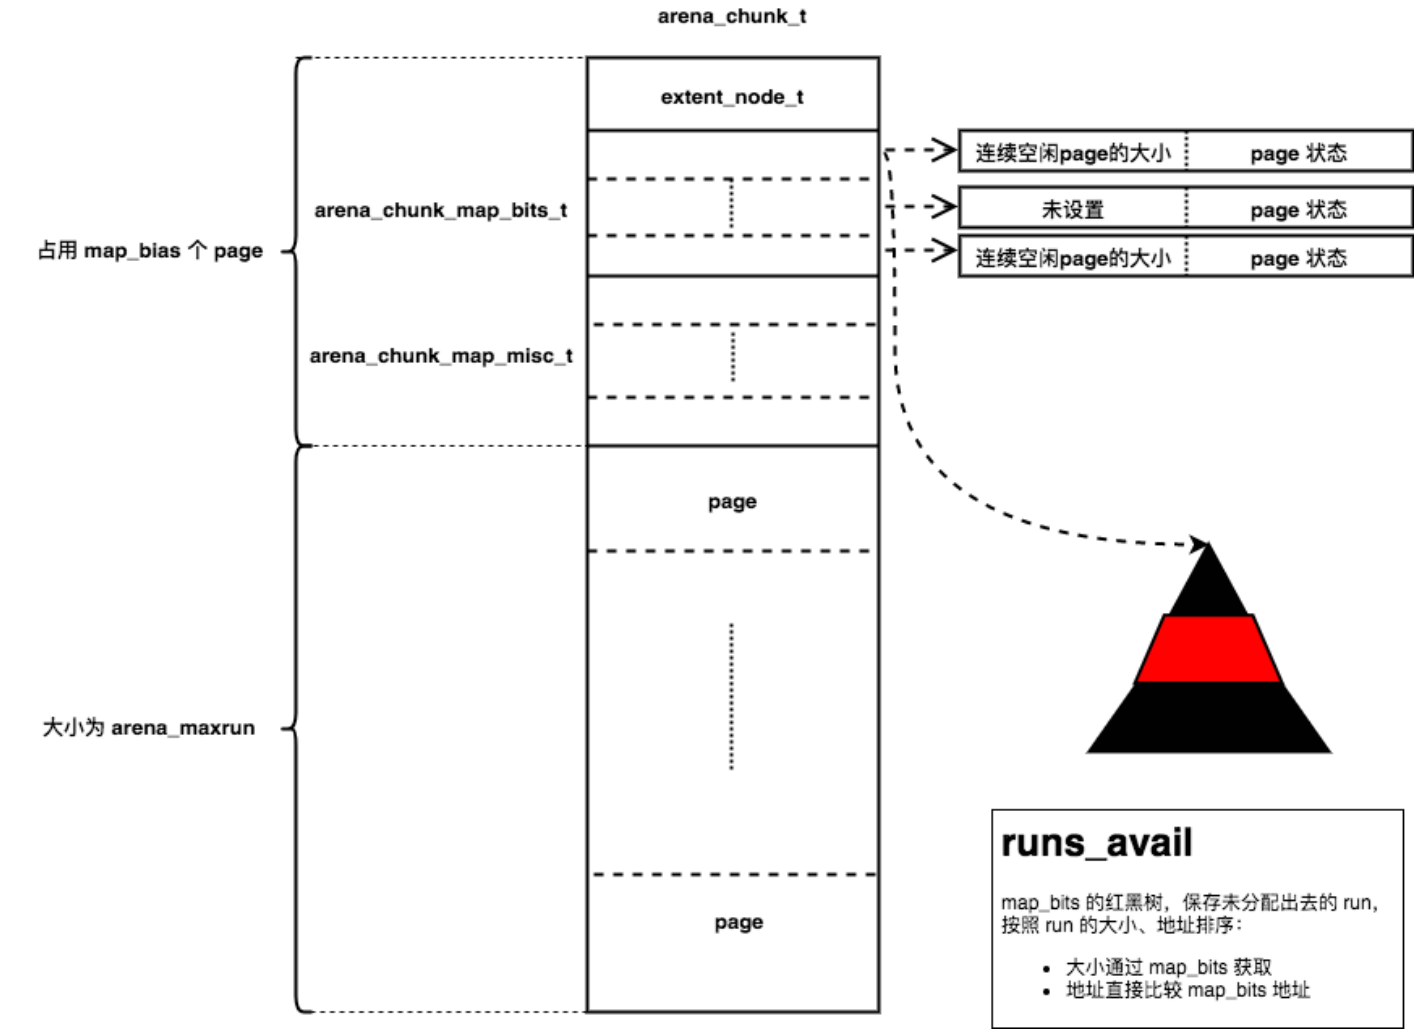 arena_chunk_t
extent_node_t
连续空闲page的大小 page 状态
arena_chunk_map_bits_t
未设置 page 状态
占用 map_bias 个 page
连续空闲page的大小 page 状态
arena_chunk_map_misc_t
page
大小为 arena_maxrun
runs_avail
map_bits 的红黑树，保存未分配出去的 run，
按照 run 的大小、地址排序：
• 大小通过 map_bits 获取
• 地址直接比较 map_bits 地址
page